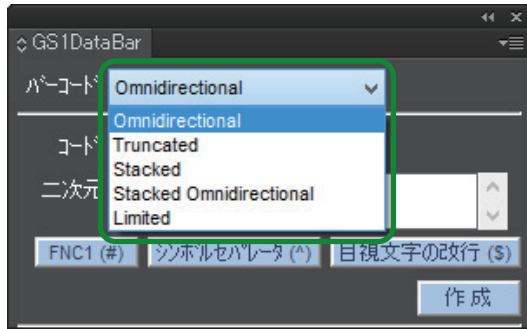 GS1DataBar
バーコード Omnidirectional
Omnidirectional
Truncated
コード
Stacked
二次元
Stacked Omnidirectional
Limited
FNC1 (#) シンボルセパレータ (^) 目視文字の改行 ($)
作成